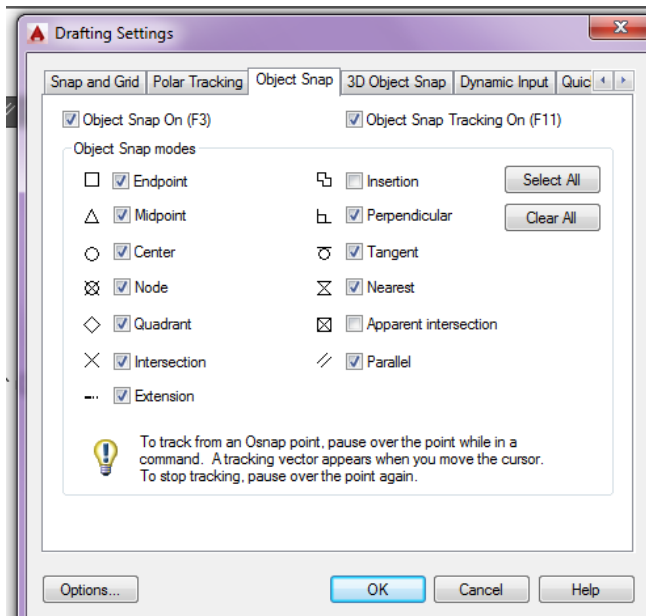 Drafting Settings
Snap and Grid Polar Tracking Object Snap 3D Object Snap Dynamic Input Quic
Object Snap On (F3) Object Snap Tracking On (F11)
Object Snap modes
Endpoint Insertion Select All
Midpoint Perpendicular Clear All
Center Tangent
Node Nearest
Quadrant Apparent intersection
Intersection Parallel
Extension
To track from an Osnap point, pause over the point while in a
command. A tracking vector appears when you move the cursor.
To stop tracking, pause over the point again.
Options... OK Cancel Help